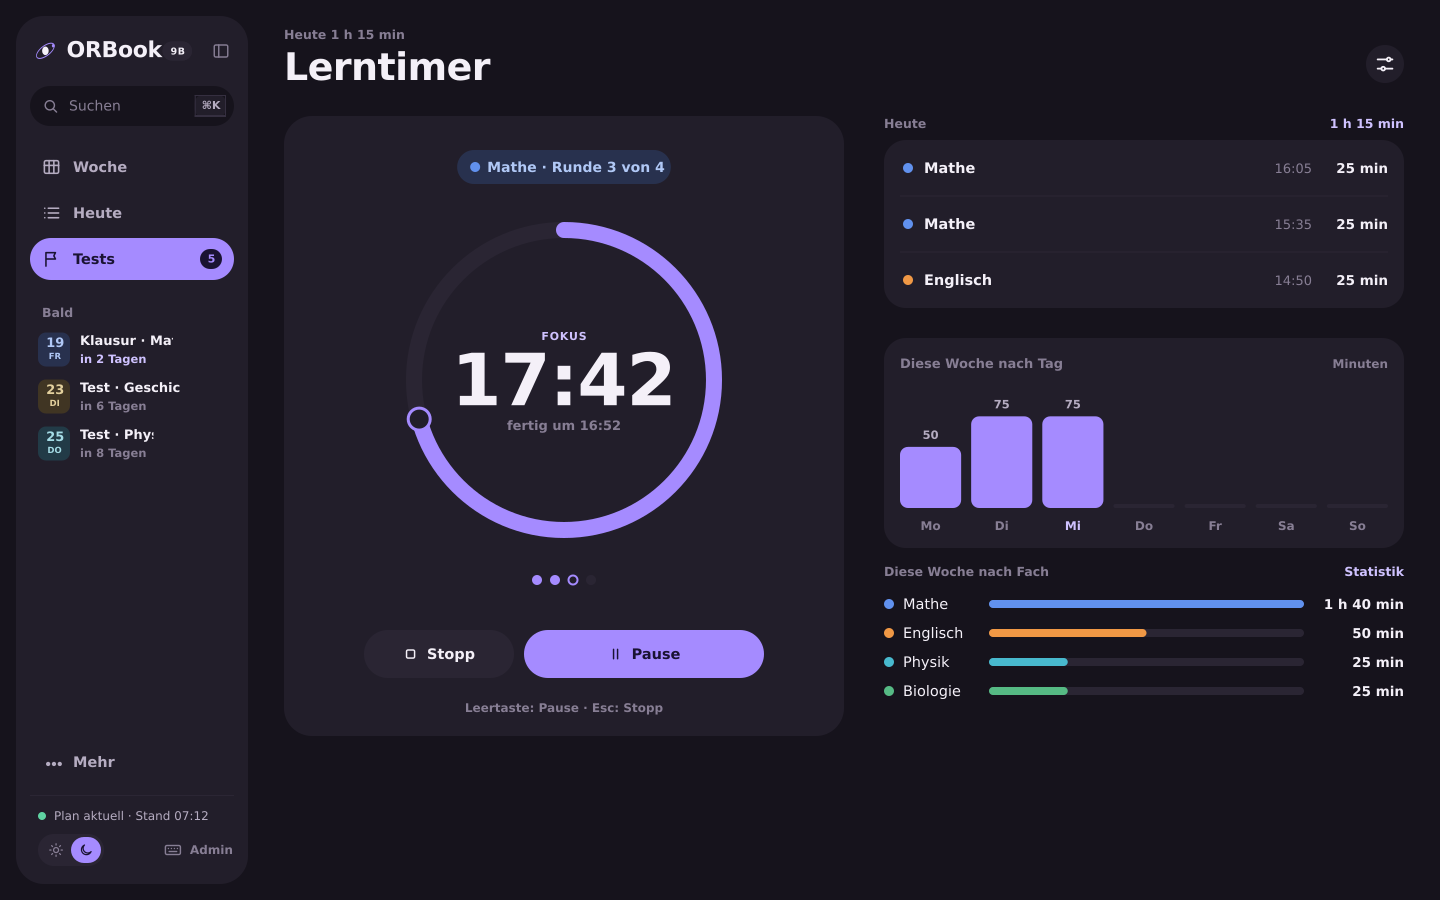 ORBook 9B
Suchen ⌘K
Woche
Heute
Tests 5
Bald
19 FR Klausur · Ma
in 2 Tagen
23 DI Test · Geschic
in 6 Tagen
25 DO Test · Phy
in 8 Tagen
Mehr
Plan aktuell · Stand 07:12
Admin
Heute 1 h 15 min
Lerntimer
Mathe · Runde 3 von 4
FOKUS
17:42
fertig um 16:52
Stopp
Pause
Leertaste: Pause · Esc: Stopp
Heute 1 h 15 min
Mathe 16:05 25 min
Mathe 15:35 25 min
Englisch 14:50 25 min
Diese Woche nach Tag Minuten
50 75 75
Mo Di Mi Do Fr Sa So
Diese Woche nach Fach Statistik
Mathe 1 h 40 min
Englisch 50 min
Physik 25 min
Biologie 25 min